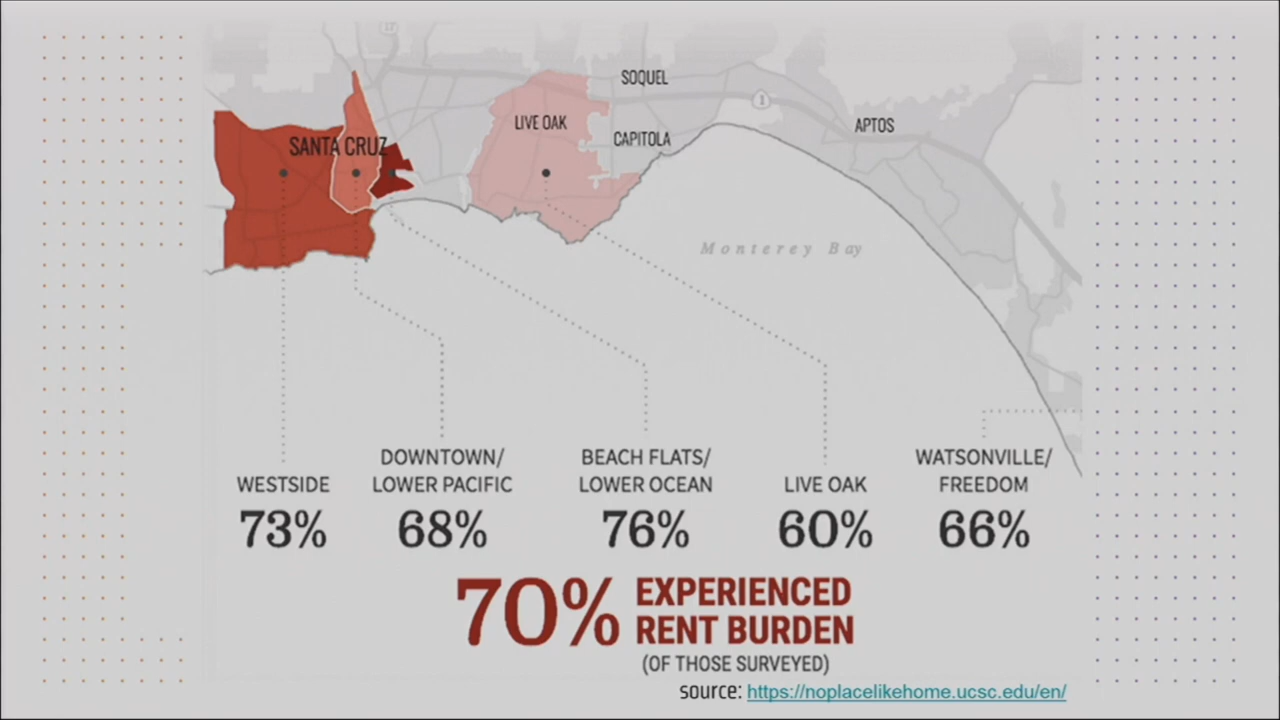 17
SOQUEL
1
LIVE OAK
APTOS
CAPITOLA
SANTA CRUZ
Monterey Bay
WESTSIDE
73%
DOWNTOWN/
LOWER PACIFIC
68%
BEACH FLATS/
LOWER OCEAN
76%
LIVE OAK
60%
WATSONVILLE/
FREEDOM
66%
70% EXPERIENCED
RENT BURDEN
(OF THOSE SURVEYED)
source: https://noplacelikehome.ucsc.edu/en/